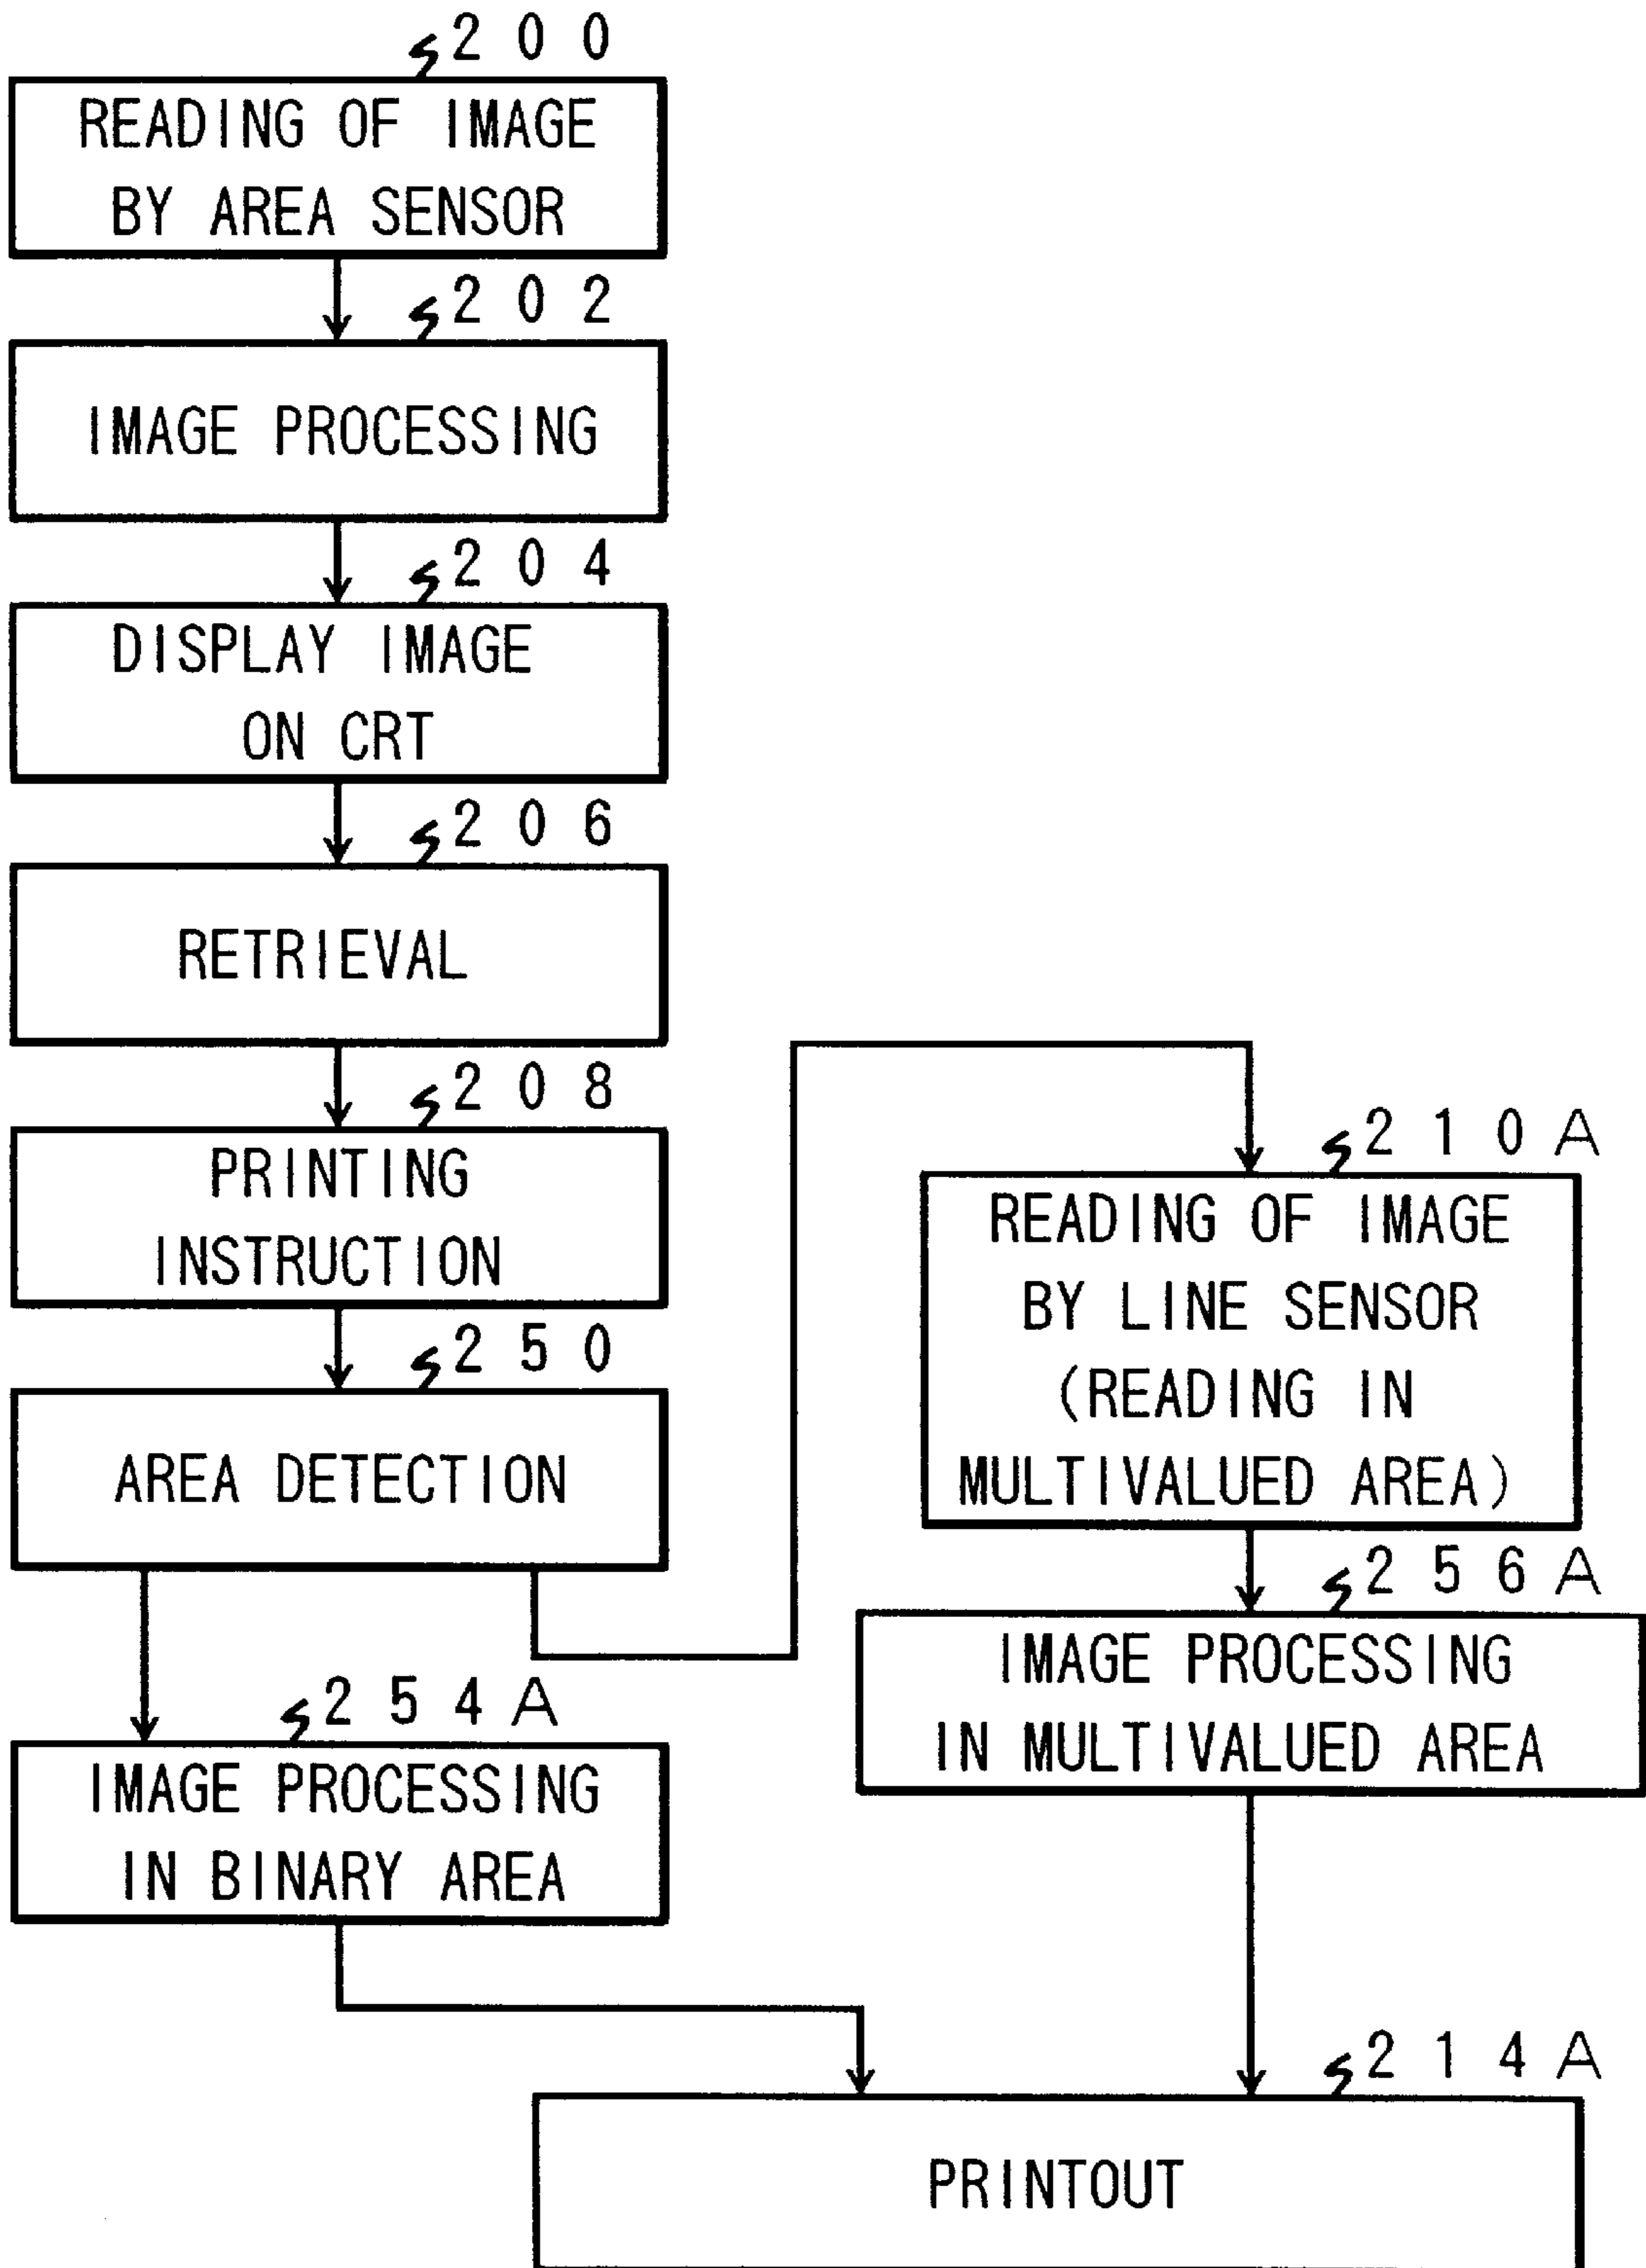 200
READING OF IMAGE
BY AREA SENSOR
202
IMAGE PROCESSING
204
DISPLAY IMAGE
ON CRT
206
RETRIEVAL
208
PRINTING
INSTRUCTION
250
AREA DETECTION
210A
READING OF IMAGE
BY LINE SENSOR
(READING IN
MULTIVALUED AREA)
256A
IMAGE PROCESSING
IN MULTIVALUED AREA
254A
IMAGE PROCESSING
IN BINARY AREA
214A
PRINTOUT